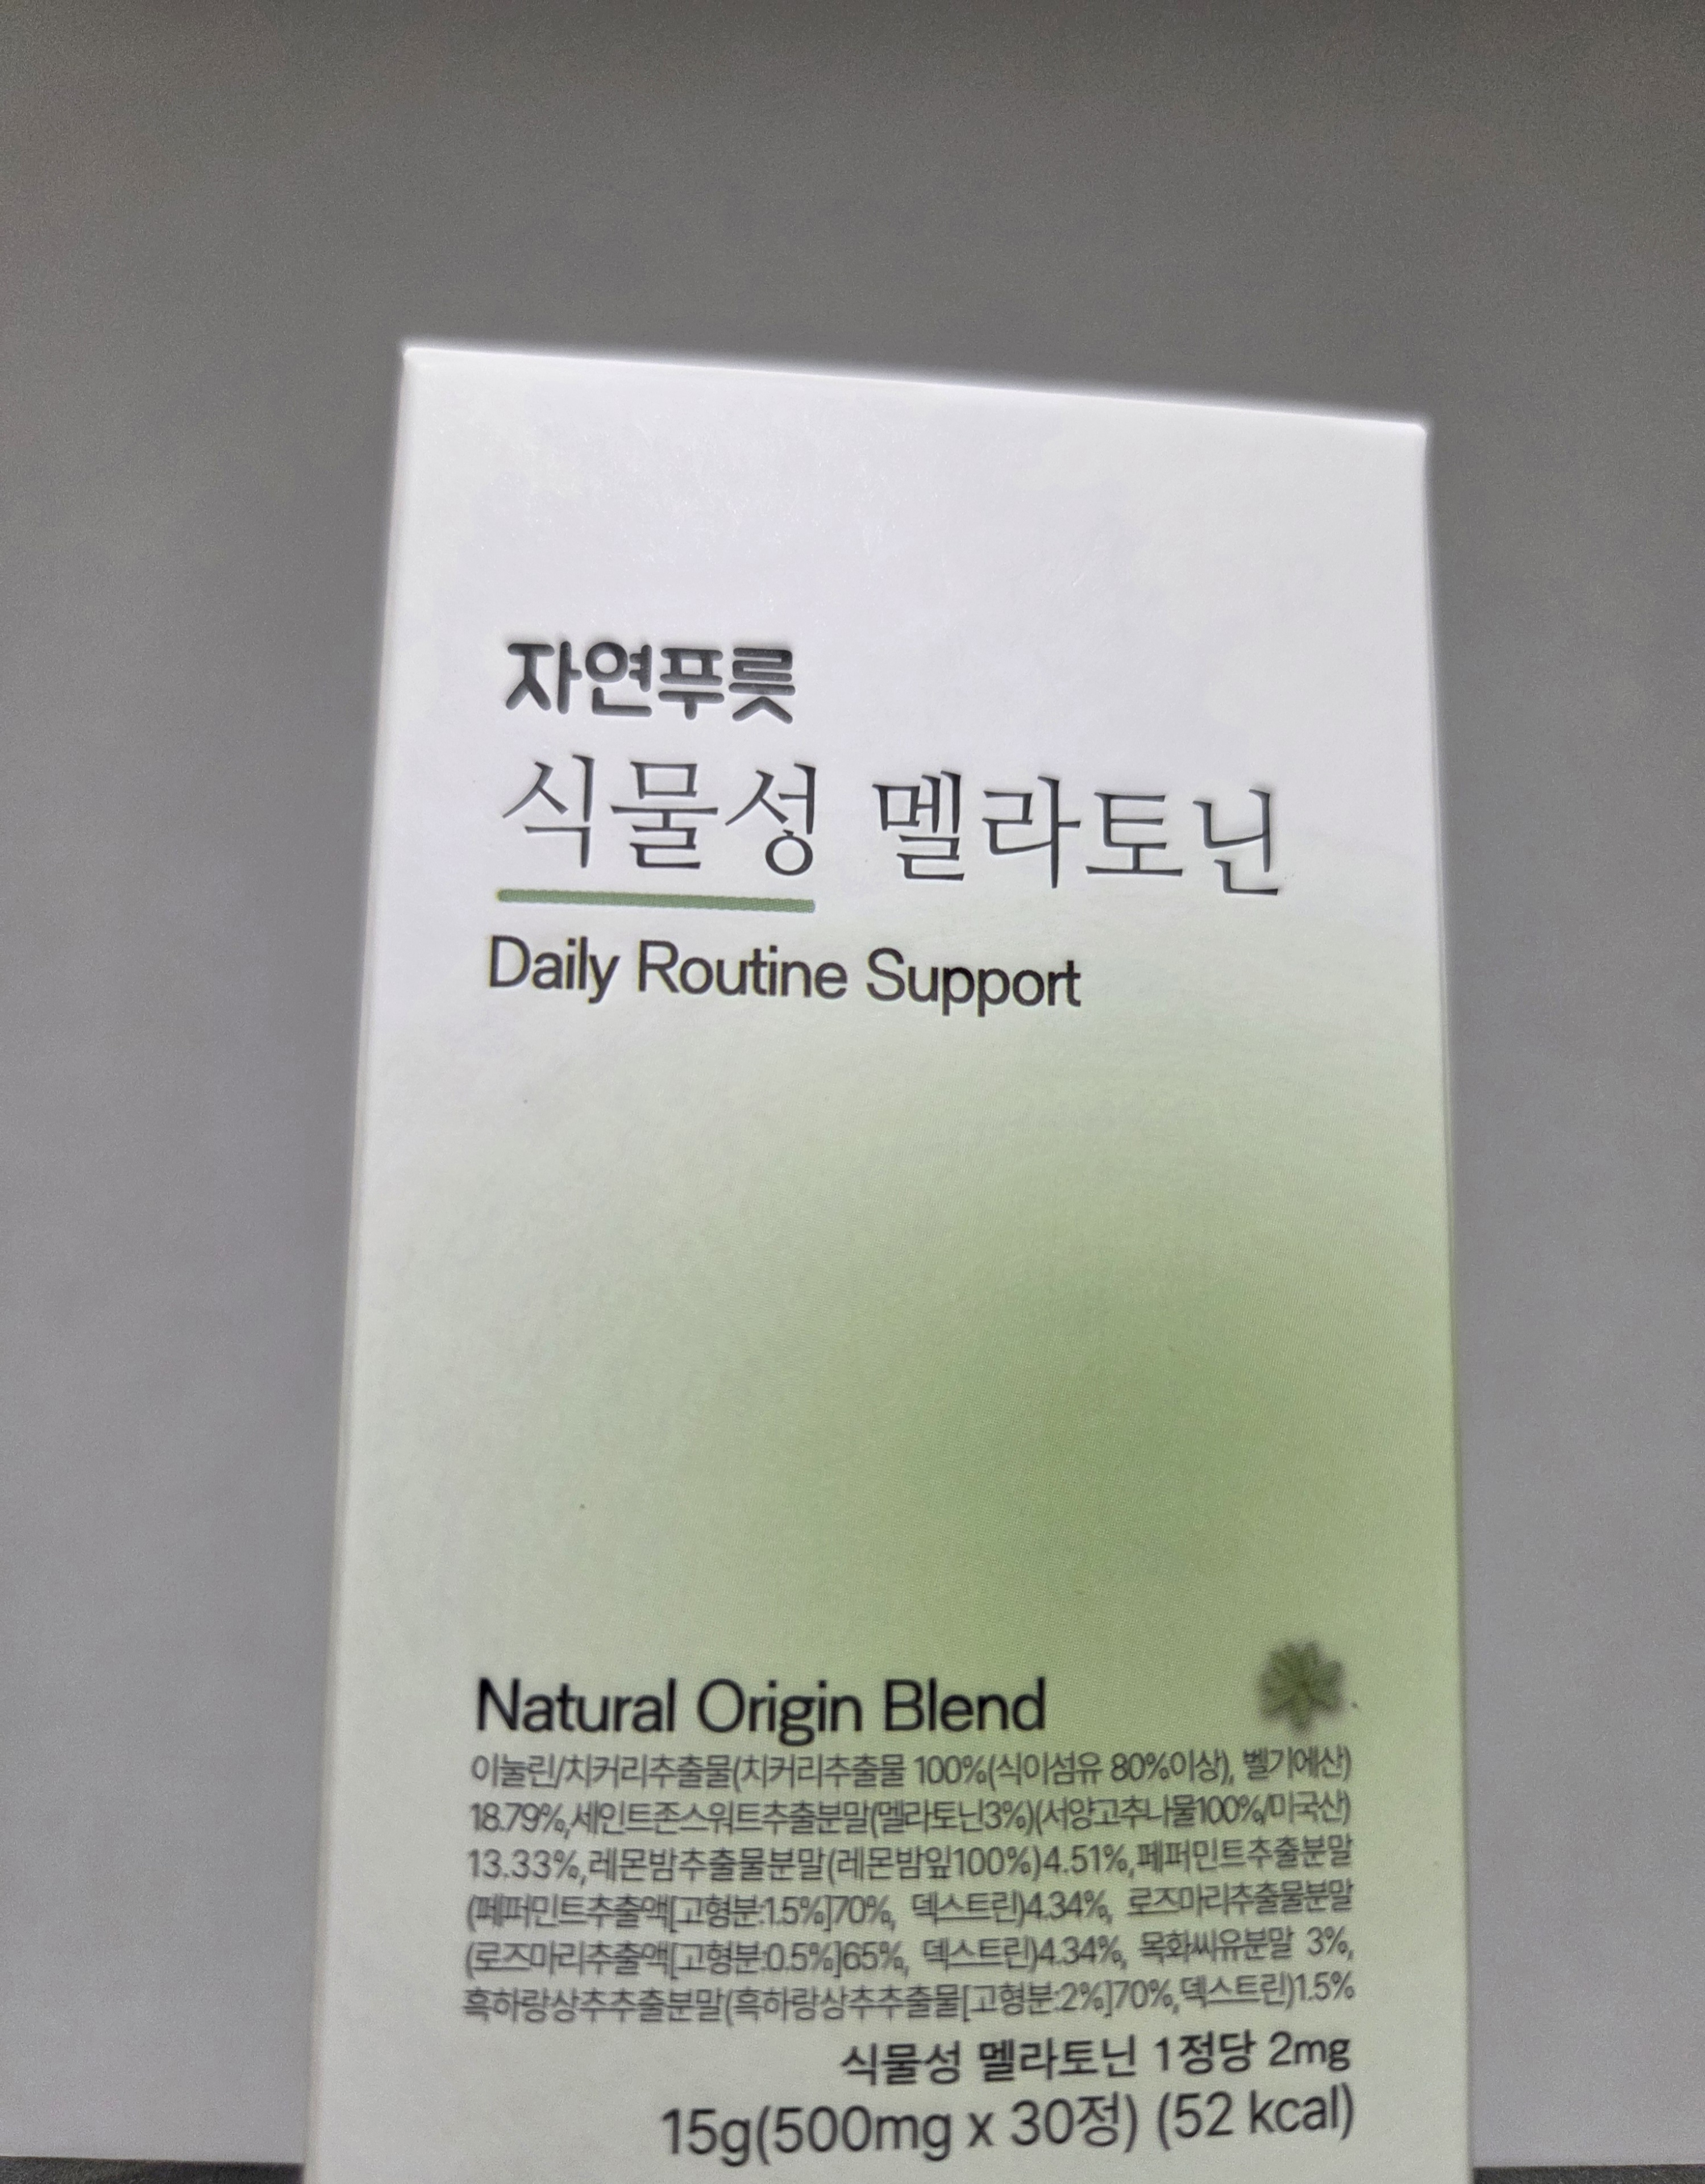 자연푸릇
식물성 멜라토닌
Daily Routine Support
Natural Origin Blend
이눌린/치커리추출물(치커리추출물 100%(식이섬유 80%이상), 벨기에산)
18.79%,세인트존스워트추출분말(멜라토닌3%)(서양고추나물100%/미국산)
13.33%,레몬밤추출물분말(레몬밤잎100%)4.51%,페퍼민트추출분말
(페퍼민트추출액[고형분:1.5%]70%, 덱스트린)4.34%, 로즈마리추출물분말
(로즈마리추출액[고형분:0.5%]65%, 덱스트린)4.34%, 목화씨유분말 3%,
흑하랑상추추출분말(흑하랑상추추출물[고형분:2%]70%,덱스트린)1.5%
식물성 멜라토닌 1정당 2mg
15g(500mg x 30정) (52 kcal)